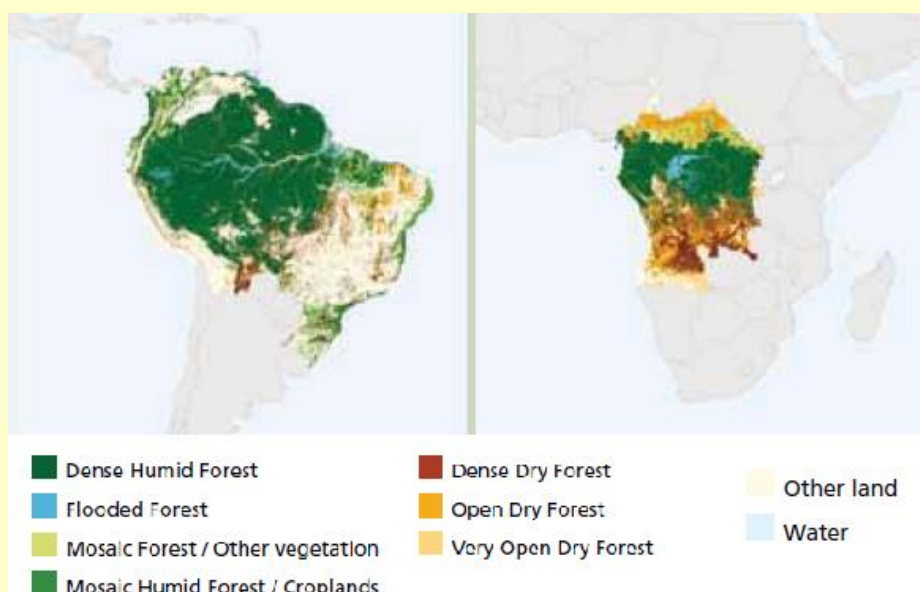 Dense Humid Forest
Flooded Forest
Mosaic Forest / Other vegetation
Mosaic Humid Forest / Croplands
Dense Dry Forest
Open Dry Forest
Very Open Dry Forest
Other land
Water